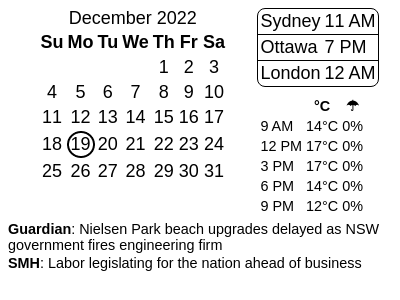 December 2022
Su Mo Tu We Th Fr Sa
1 2 3
4 5 6 7 8 9 10
11 12 13 14 15 16 17
18 19 20 21 22 23 24
25 26 27 28 29 30 31
Sydney 11 AM
Ottawa 7 PM
London 12 AM
°C ☂
9 AM 14°C 0%
12 PM 17°C 0%
3 PM 17°C 0%
6 PM 14°C 0%
9 PM 12°C 0%
Guardian: Nielsen Park beach upgrades delayed as NSW
government fires engineering firm
SMH: Labor legislating for the nation ahead of business